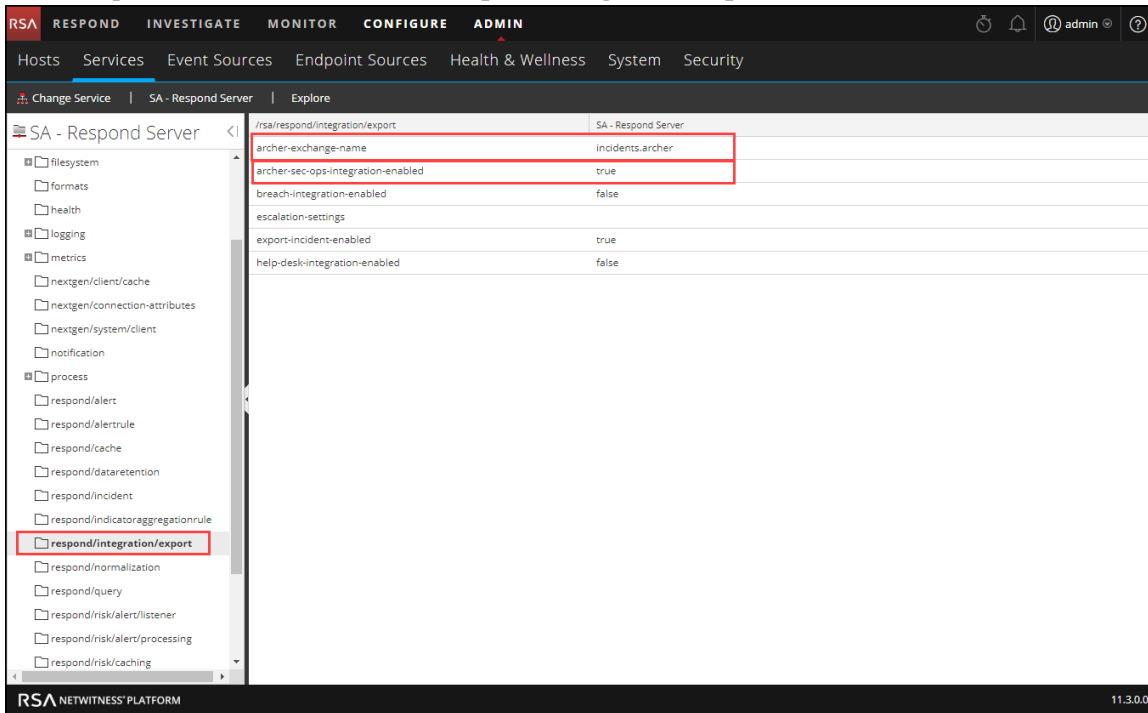 RSA RESPOND INVESTIGATE MONITOR CONFIGURE ADMIN admin
Hosts Services Event Sources Endpoint Sources Health & Wellness System Security
Change Service | SA - Respond Server | Explore
SA - Respond Server
filesystem
formats
health
logging
metrics
nextgen/client/cache
nextgen/connection-attributes
nextgen/system/client
notification
process
respond/alert
respond/alertrule
respond/cache
respond/dataretention
respond/incident
respond/indicatoraggregationrule
respond/integration/export
respond/normalization
respond/query
respond/risk/alert/listener
respond/risk/alert/processing
respond/risk/caching
/rsa/respond/integration/export SA - Respond Server
archer-exchange-name incidents.archer
archer-sec-ops-integration-enabled true
breach-integration-enabled false
escalation-settings
export-incident-enabled true
help-desk-integration-enabled false
RSA NETWITNESS® PLATFORM 11.3.0.0